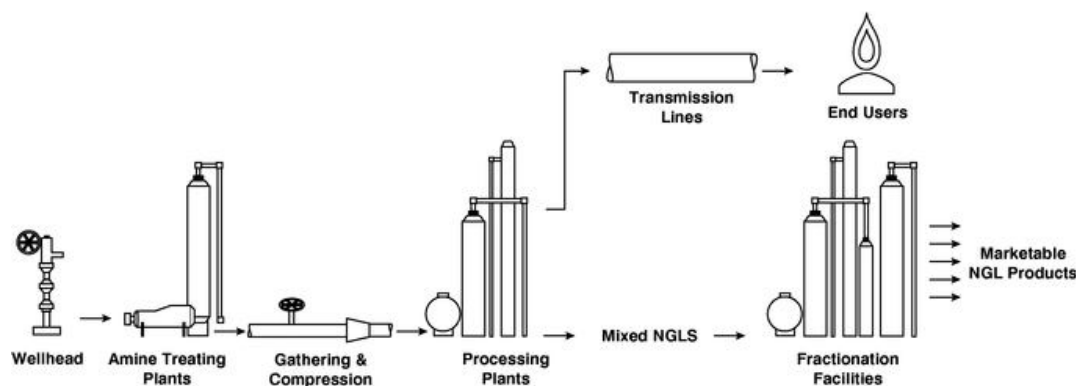 Transmission
Lines
End Users
Marketable
NGL Products
Mixed NGLS
Wellhead
Amine Treating
Plants
Gathering &
Compression
Processing
Plants
Fractionation
Facilities